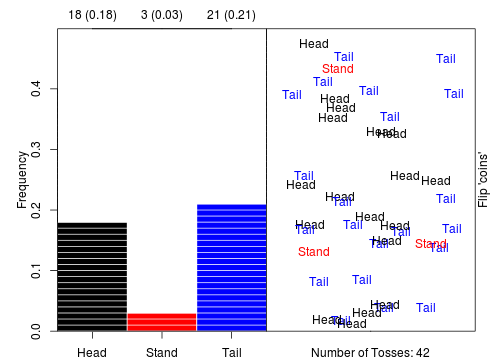 18 (0.18) 3 (0.03) 21 (0.21)
Head
Tail
Tail
Stand
Tail
Tail
Tail
Tail
Head
Head
Head
Tail
Head
Head
Tail
Head
Head
Head
Head
Tail
Tail
Head
Head
Tail
Tail
Head
Tail
Tail
Head
Tail
Stand
Tail
Stand
Tail
Tail
Head
Tail
Tail
Head
Head
Tail
Head
0.0
0.1
0.2
0.3
0.4
Frequency
Flip 'coins'
Head Stand Tail
Number of Tosses: 42